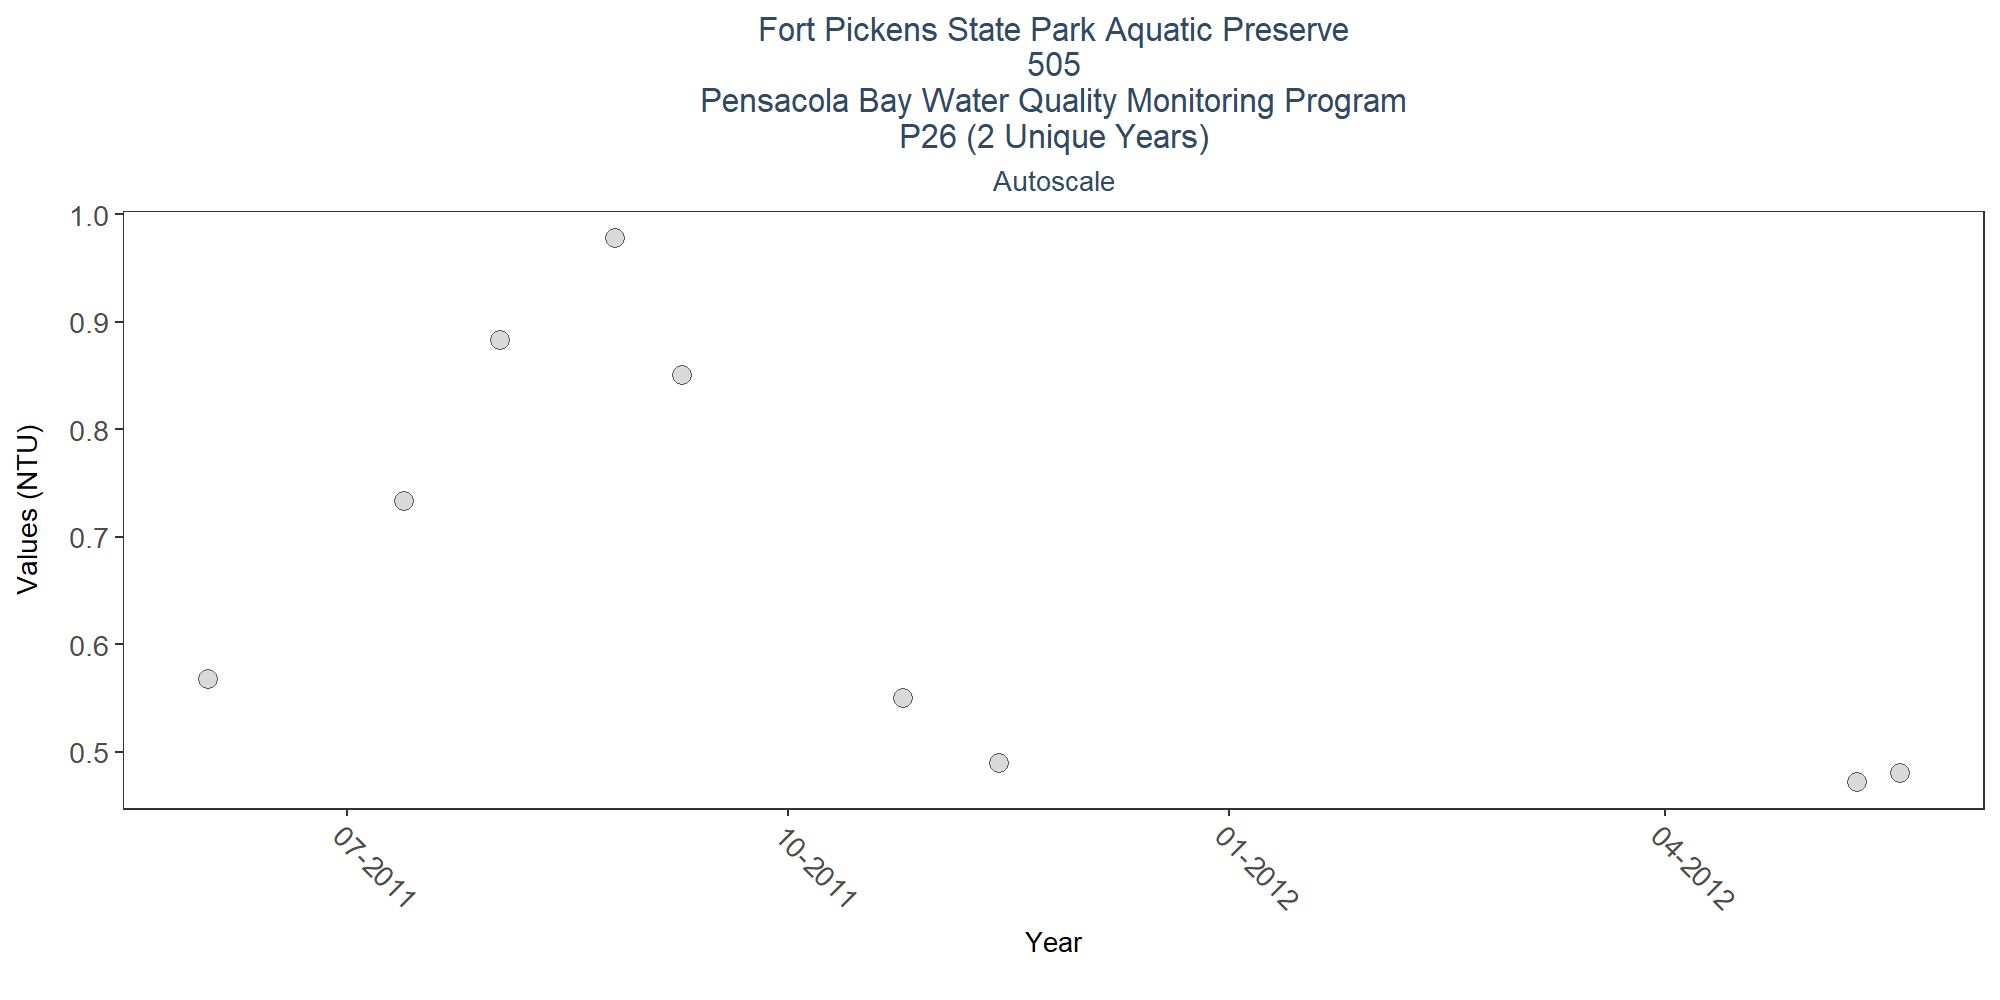 Fort Pickens State Park Aquatic Preserve
505
Pensacola Bay Water Quality Monitoring Program
P26 (2 Unique Years)
Autoscale
1.0
0.9
0.8
0.7
0.6
0.5
Values (NTU)
07-2011
10-2011
01-2012
04-2012
Year